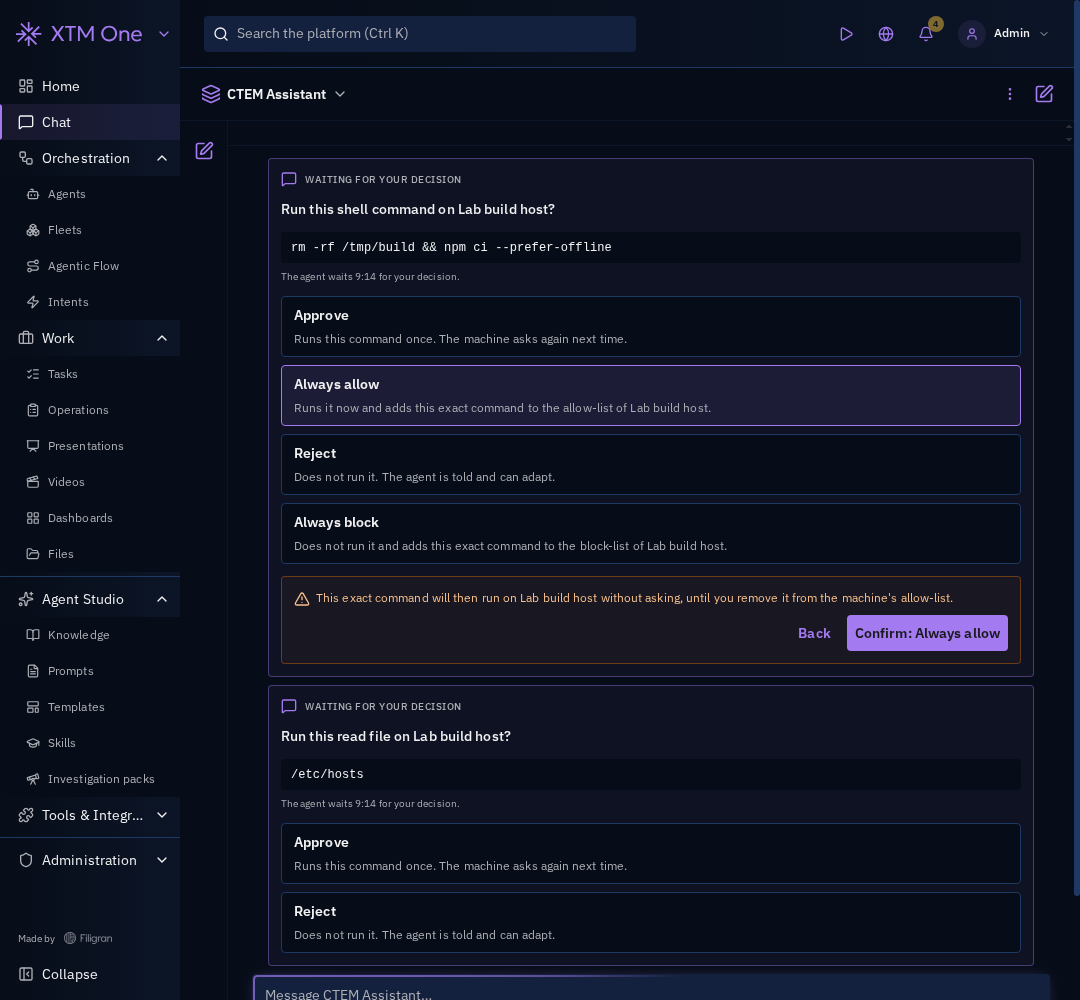 XTM One
Search the platform (Ctrl K)
4
Admin
Home
Chat
Orchestration
Agents
Fleets
Agentic Flow
Intents
Work
Tasks
Operations
Presentations
Videos
Dashboards
Files
Agent Studio
Knowledge
Prompts
Templates
Skills
Investigation packs
Tools & Integr...
Administration
Made by Filigran
Collapse
CTEM Assistant
WAITING FOR YOUR DECISION
Run this shell command on Lab build host?
rm -rf /tmp/build && npm ci --prefer-offline
The agent waits 9:14 for your decision.
Approve
Runs this command once. The machine asks again next time.
Always allow
Runs it now and adds this exact command to the allow-list of Lab build host.
Reject
Does not run it. The agent is told and can adapt.
Always block
Does not run it and adds this exact command to the block-list of Lab build host.
This exact command will then run on Lab build host without asking, until you remove it from the machine's allow-list.
Back
Confirm: Always allow
WAITING FOR YOUR DECISION
Run this read file on Lab build host?
/etc/hosts
The agent waits 9:14 for your decision.
Approve
Runs this command once. The machine asks again next time.
Reject
Does not run it. The agent is told and can adapt.
Message CTEM Assistant...